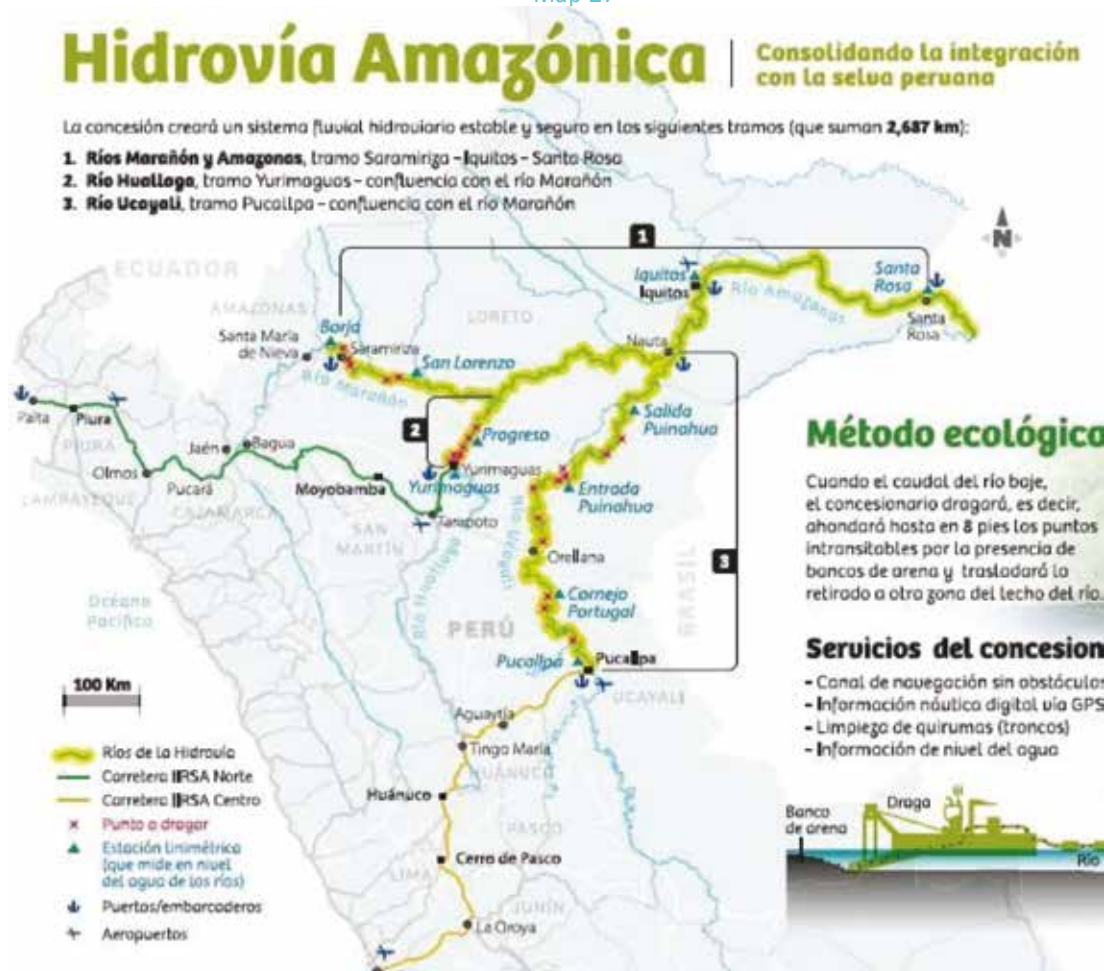 Map 27
Hidrovía Amazónica
Consolidando la integración
con la selva peruana
La concesión creará un sistema fluvial hidroviario estable y seguro en los siguientes tramos (que suman 2,687 km):
1. Ríos Marañón y Amazonas, tramo Saramiriza - Iquitos - Santa Rosa
2. Río Huallaga, tramo Yurimaguas - confluencia con el río Marañón
3. Río Ucayali, tramo Pucallpa - confluencia con el río Marañón
N
1
ECUADOR
AMAZONAS
LORETO
Iquitos
Iquitos
Río Amazonas
Santa
Rosa
Santa
Rosa
Borja
Santa María
de Nieva
Saramiriza
San Lorenzo
Río Marañón
Nauta
Paita
Piura
PIURA
2
Progreso
Salida
Puinahua
Jaén
Bagua
Olmos
Pucará
Moyobamba
Yurimaguas
Yurimaguas
Entrada
Puinahua
LAMBAYEQUE
CAJAMARCA
SAN
MARTÍN
Tarapoto
Río Huallaga
Río Ucayali
Orellana
3
BRASIL
Océano
Pacífico
PERÚ
Cornejo
Portugal
Pucallpá
Pucallpa
UCAYALI
Aguaytía
Tingo María
HUÁNUCO
Huánuco
PASCO
Cerro de Pasco
LIMA
JUNÍN
La Oroya
100 Km
Ríos de la Hidrovía
Carretera IIRSA Norte
Carretera IIRSA Centro
Punto a dragar
Estación Linimétrica
(que mide en nivel
del agua de los ríos)
Puertos/embarcaderos
Aeropuertos
Método ecológico
Cuando el caudal del río baje,
el concesionario dragará, es decir,
ahondará hasta en 8 pies los puntos
intransitables por la presencia de
bancos de arena y trasladará lo
retirado a otra zona del lecho del río.
Servicios del concesion
- Canal de navegación sin obstáculos
- Información náutica digital vía GPS
- Limpieza de quirumas (troncos)
- Información de nivel del agua
Banco
de arena
Draga
Río